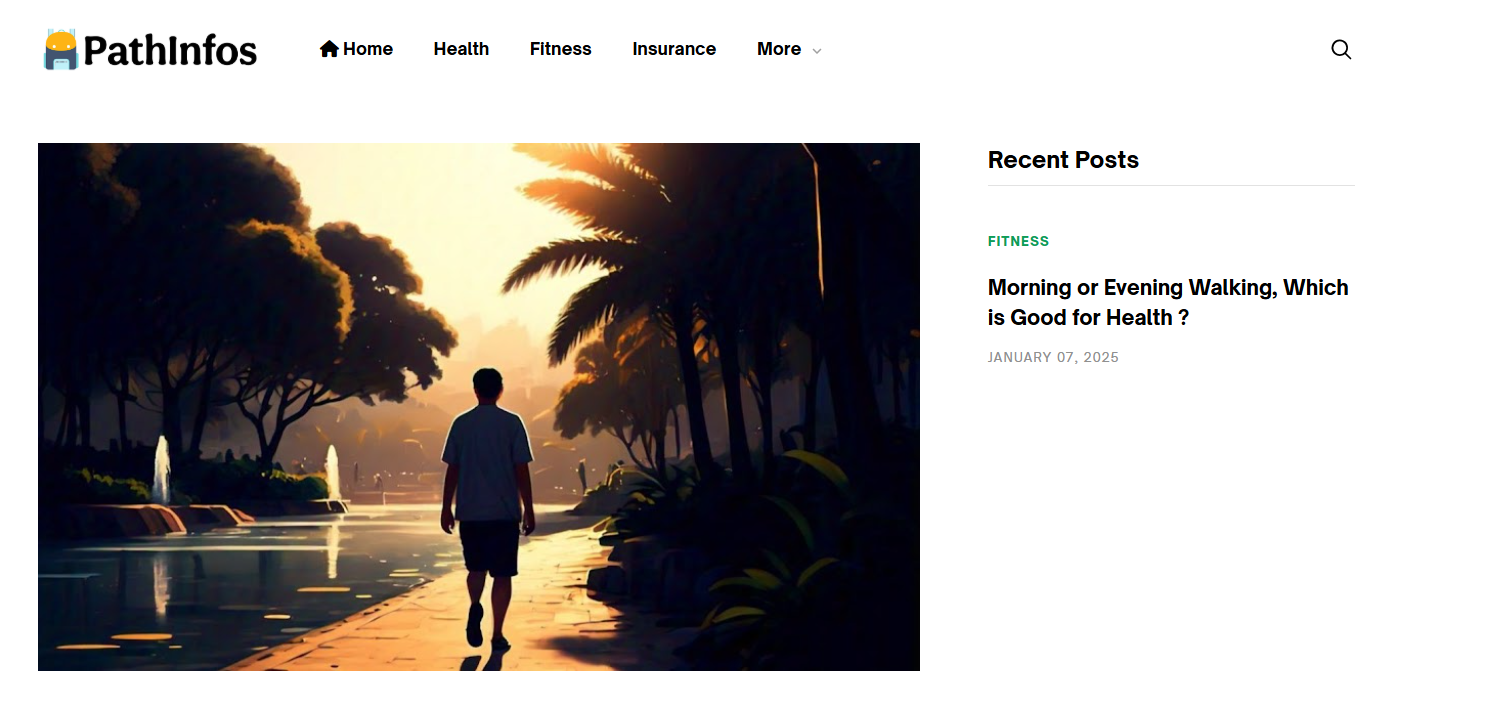 PathInfos
Home Health Fitness Insurance More
Recent Posts
FITNESS
Morning or Evening Walking, Which
is Good for Health ?
JANUARY 07, 2025